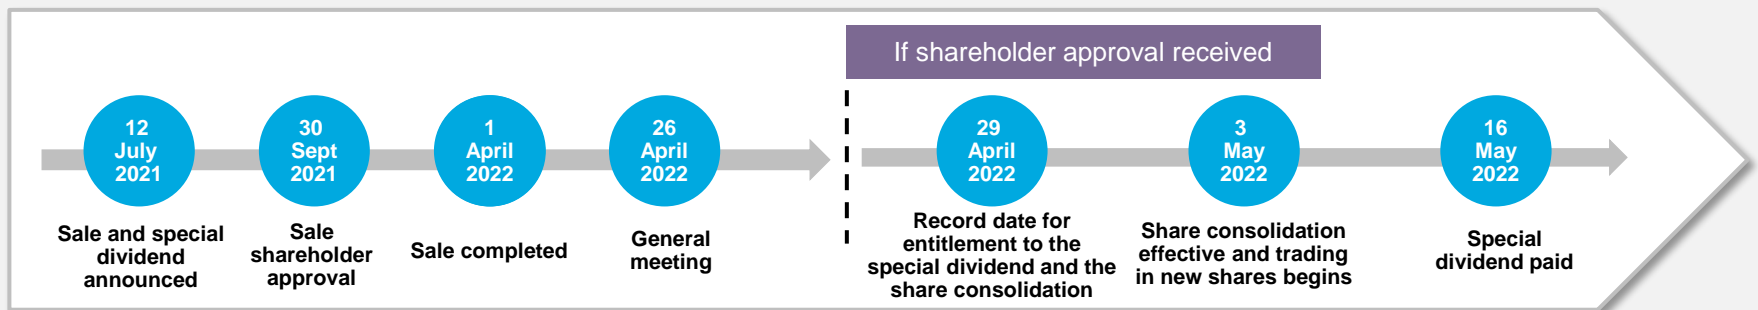 If shareholder approval received
12
July
2021
30
Sept
2021
1
April
2022
26
April
2022
29
April
2022
3
May
2022
16
May
2022
Sale and special
dividend
announced
Sale
shareholder
approval
Sale completed
General
meeting
Record date for
entitlement to the
special dividend and the
share consolidation
Share consolidation
effective and trading
in new shares begins
Special
dividend paid